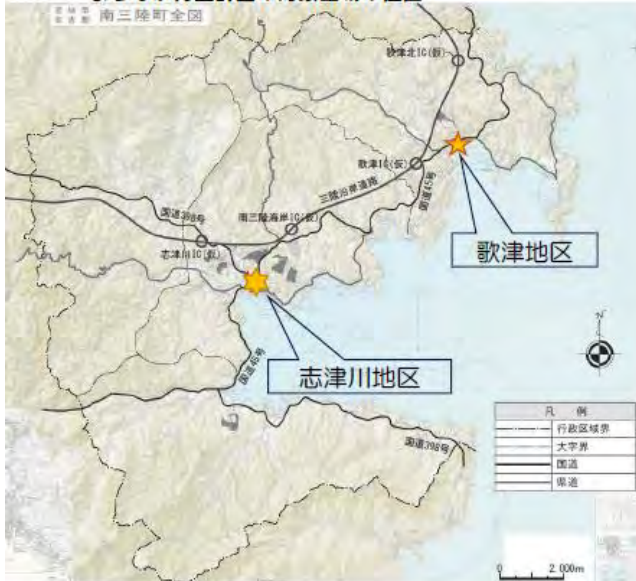 南三陸町全図
歌津北IC(仮)
歌津IC(仮)
三陸沿岸道路
国道45号
国道398号
南三陸海岸IC(仮)
志津川IC(仮)
歌津地区
志津川地区
国道45号
国道398号
N
凡 例
行政区域界
大字界
国道
県道
0 2,000m